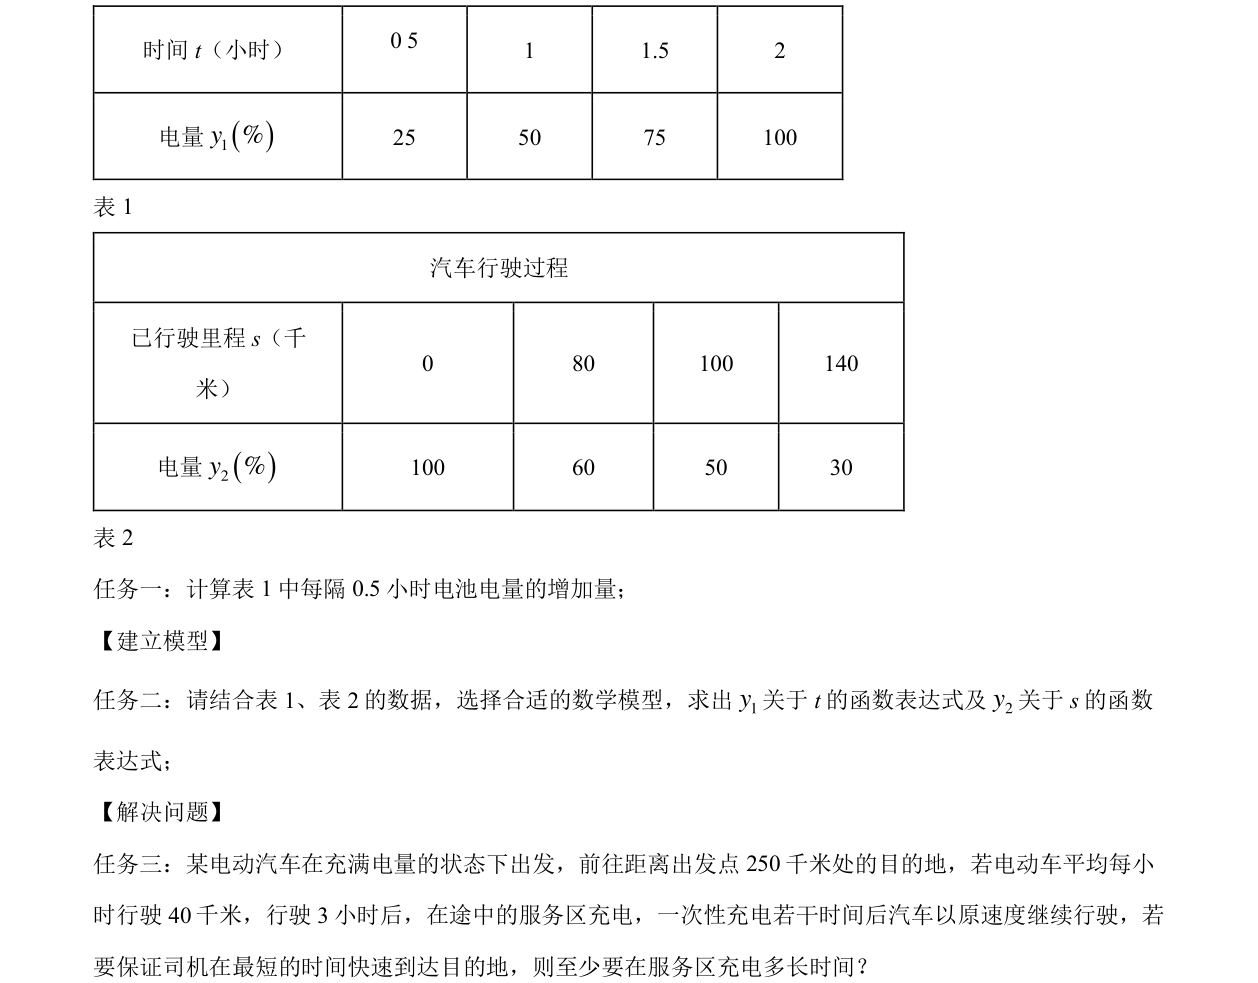 时间 t（小时） 0 5 1 1.5 2
电量 y₁(%) 25 50 75 100
表 1
汽车行驶过程
已行驶里程 s（千
米） 0 80 100 140
电量 y₂(%) 100 60 50 30
表 2
任务一：计算表 1 中每隔 0.5 小时电池电量的增加量；
【建立模型】
任务二：请结合表 1、表 2 的数据，选择合适的数学模型，求出 y₁ 关于 t 的函数表达式及 y₂ 关于 s 的函数
表达式；
【解决问题】
任务三：某电动汽车在充满电量的状态下出发，前往距离出发点 250 千米处的目的地，若电动车平均每小
时行驶 40 千米，行驶 3 小时后，在途中的服务区充电，一次性充电若干时间后汽车以原速度继续行驶，若
要保证司机在最短的时间快速到达目的地，则至少要在服务区充电多长时间？